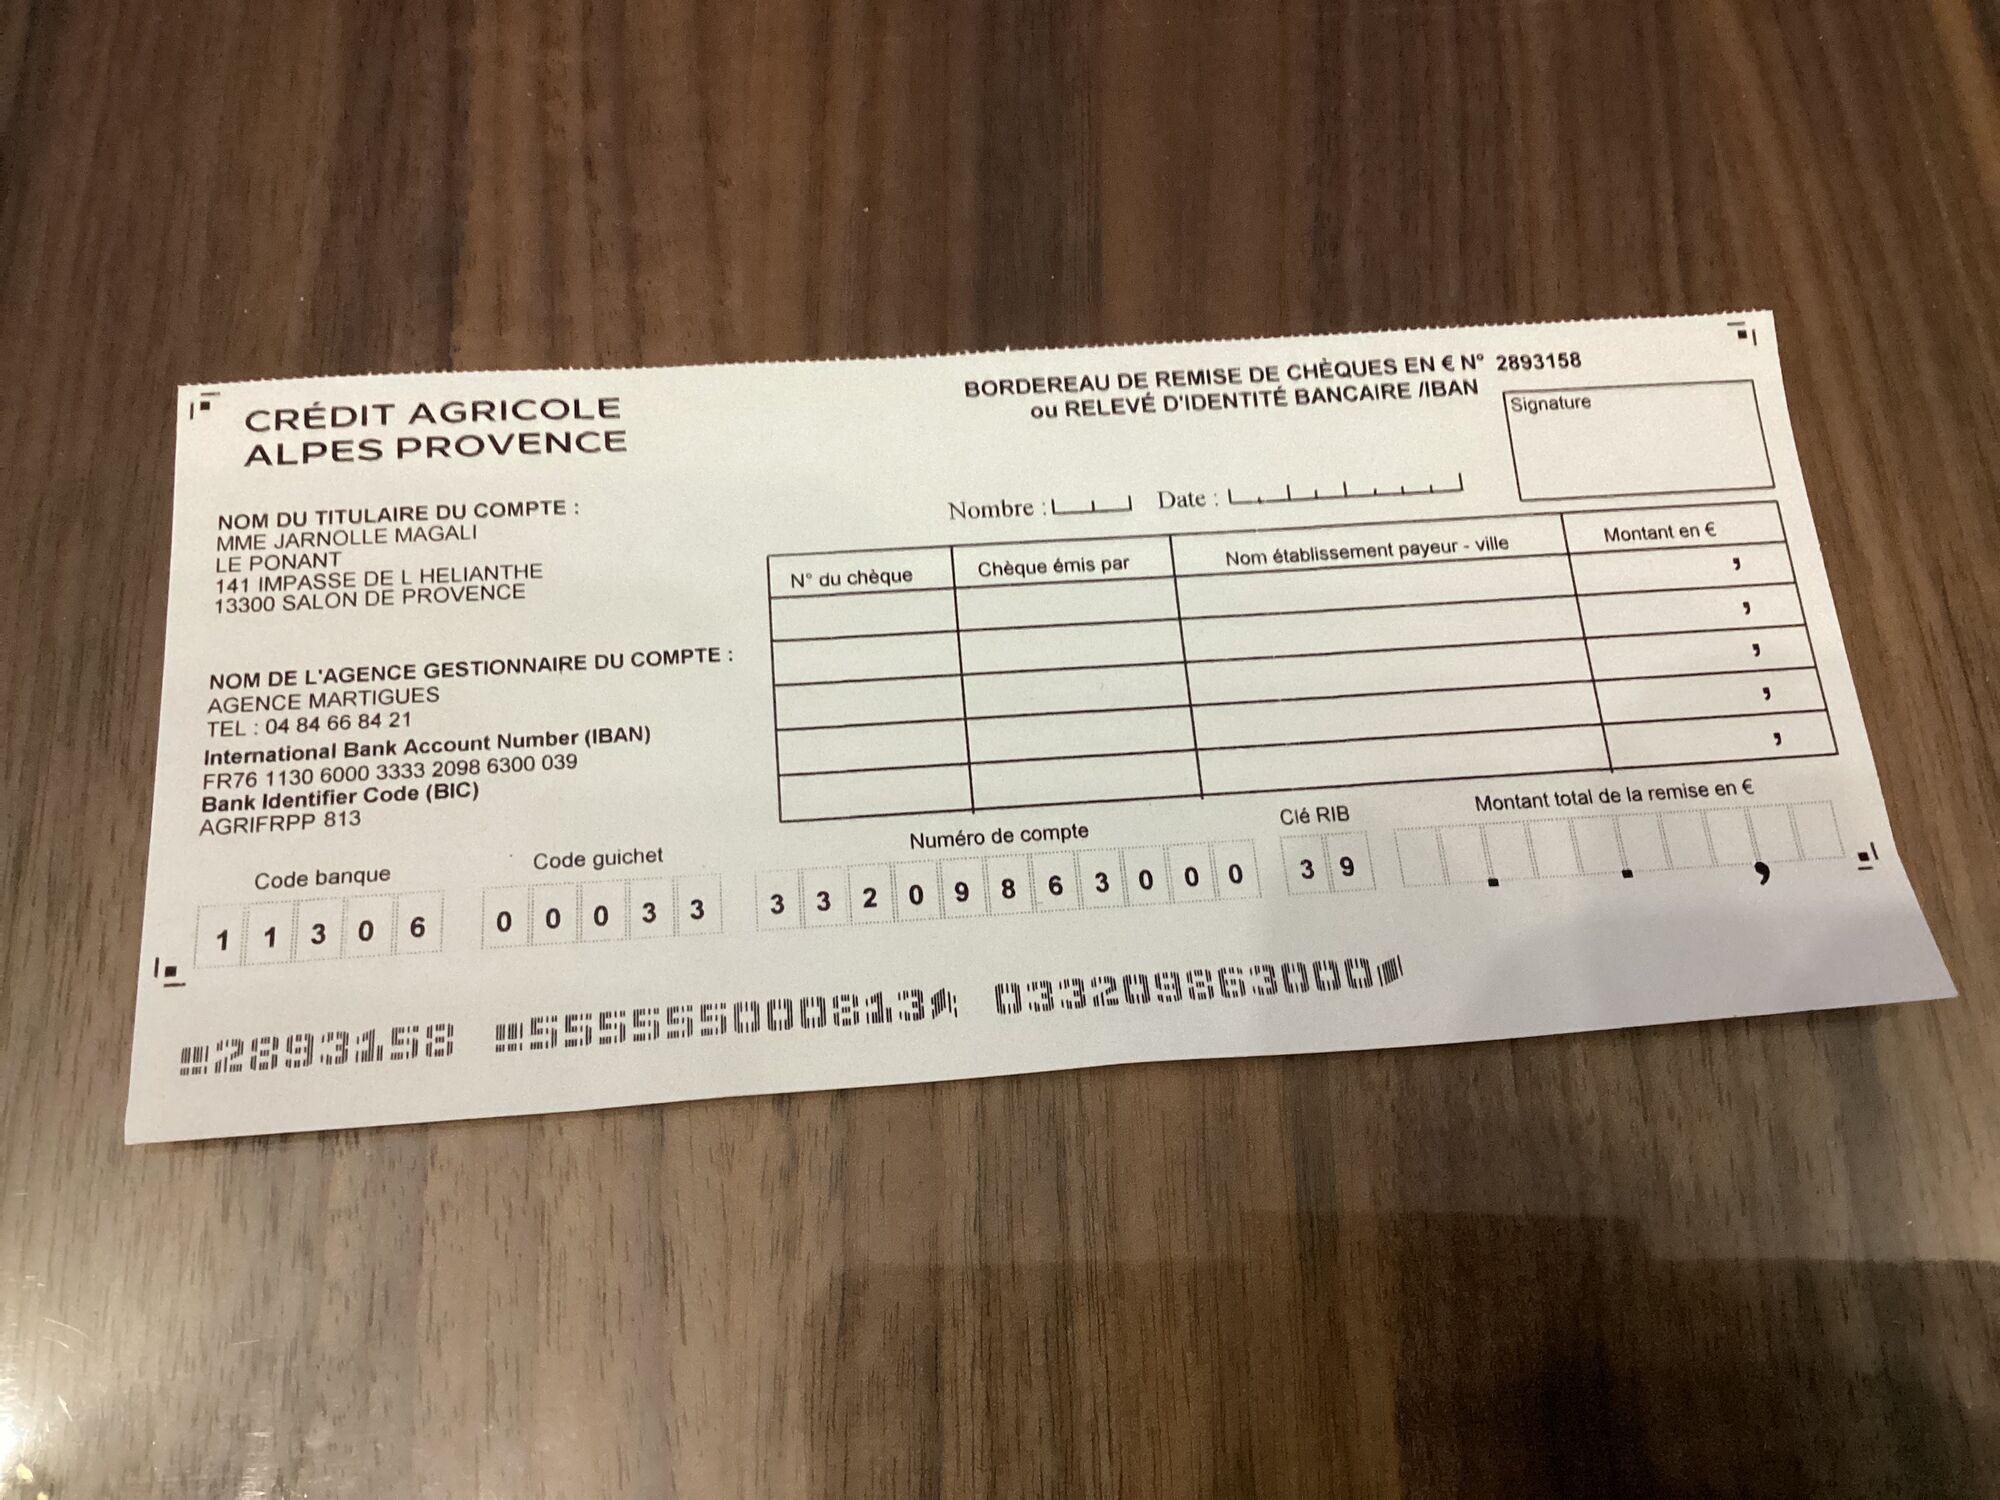 CRÉDIT AGRICOLE
ALPES PROVENCE
BORDEREAU DE REMISE DE CHÈQUES EN € N° 2893158
ou RELEVÉ D'IDENTITÉ BANCAIRE /IBAN
Signature
Nombre : Date :
NOM DU TITULAIRE DU COMPTE :
MME JARNOLLE MAGALI
LE PONANT
141 IMPASSE DE L HELIANTHE
13300 SALON DE PROVENCE
NOM DE L'AGENCE GESTIONNAIRE DU COMPTE :
AGENCE MARTIGUES
TEL : 04 84 66 84 21
International Bank Account Number (IBAN)
FR76 1130 6000 3333 2098 6300 039
Bank Identifier Code (BIC)
AGRIFRPP 813
N° du chèque Chèque émis par Nom établissement payeur - ville Montant en €
,
,
,
,
,
Code banque Code guichet Numéro de compte Clé RIB Montant total de la remise en €
1 1 3 0 6 0 0 0 3 3 3 3 2 0 9 8 6 3 0 0 0 3 9 . . ,
2893158 555555000813 033209863000